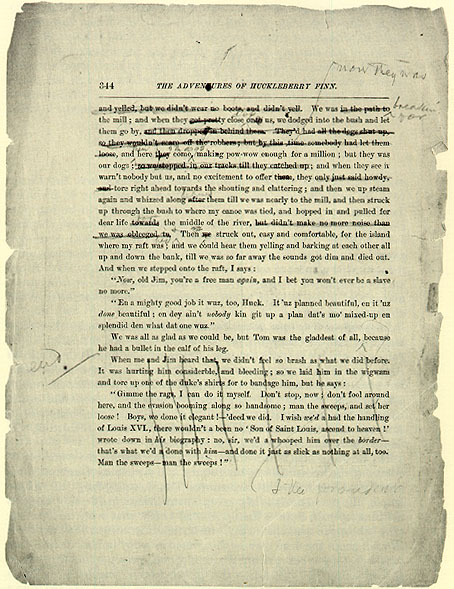 now they was
344 THE ADVENTURES OF HUCKLEBERRY FINN.
breakin'
for
and yelled, but we didn't wear no boots, and didn't yell. We was in the path to
the mill; and when they got pretty close onto us, we dodged into the bush and let
them go by, and then dropped in behind them. They'd had all the dogs shut up,
so they wouldn't scare off the robbers; but by this time somebody had let them
loose, and here they come, making pow-wow enough for a million; but they was
our dogs; so we stopped in our tracks till they catched up; and when they see it
warn't nobody but us, and no excitement to offer them, they only just said howdy,
and tore right ahead towards the shouting and clattering; and then we up steam
again and whizzed along after them till we was nearly to the mill, and then struck
up through the bush to where my canoe was tied, and hopped in and pulled for
dear life towards the middle of the river, but didn't make no more noise than
we was obleeged to. Then we struck out, easy and comfortable, for the island
where my raft was; and we could hear them yelling and barking at each other all
up and down the bank, till we was so far away the sounds got dim and died out.
And when we stepped onto the raft, I says:
"Now, old Jim, you're a free man again, and I bet you won't ever be a slave
no more."
"En a mighty good job it wuz, too, Huck. It 'uz planned beautiful, en it 'uz
done beautiful; en dey ain't nobody kin git up a plan dat's mo' mixed-up en
splendid den what dat one wuz."
We was all as glad as we could be, but Tom was the gladdest of all, because
he had a bullet in the calf of his leg.
When me and Jim heard that, we didn't feel so brash as what we did before.
It was hurting him considerble, and bleeding; so we laid him in the wigwam
and tore up one of the duke's shirts for to bandage him, but he says:
"Gimme the rags, I can do it myself. Don't stop, now; don't fool around
here, and the evasion booming along so handsome; man the sweeps, and set her
loose! Boys, we done it elegant!—'deed we did. I wish we'd a had the handling
of Louis XVI., there wouldn't a been no 'Son of Saint Louis, ascend to heaven!'
wrote down in his biography: no, sir, we'd a whooped him over the border—
that's what we'd a done with him—and done it just as slick as nothing at all, too.
Man the sweeps—man the sweeps!"